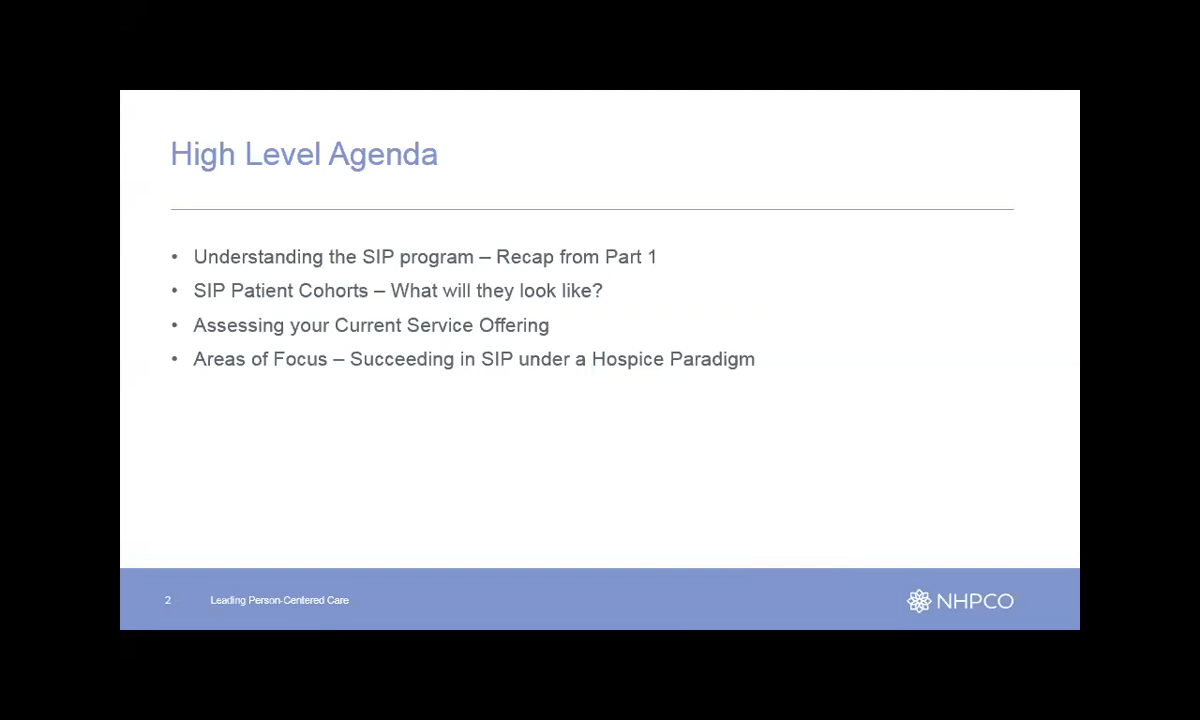 High Level Agenda
• Understanding the SIP program – Recap from Part 1
• SIP Patient Cohorts – What will they look like?
• Assessing your Current Service Offering
• Areas of Focus – Succeeding in SIP under a Hospice Paradigm
2 Leading Person-Centered Care NHPCO